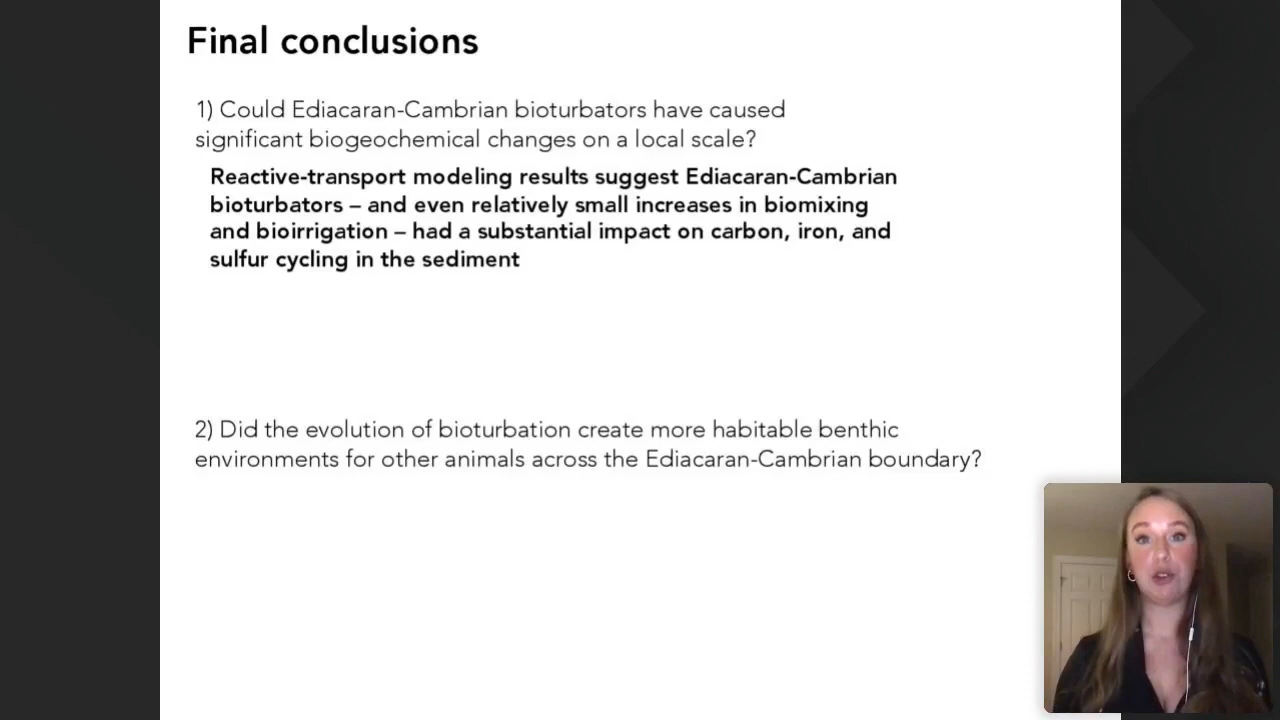 Final conclusions
1) Could Ediacaran-Cambrian bioturbators have caused
significant biogeochemical changes on a local scale?
Reactive-transport modeling results suggest Ediacaran-Cambrian
bioturbators – and even relatively small increases in biomixing
and bioirrigation – had a substantial impact on carbon, iron, and
sulfur cycling in the sediment
2) Did the evolution of bioturbation create more habitable benthic
environments for other animals across the Ediacaran-Cambrian boundary?